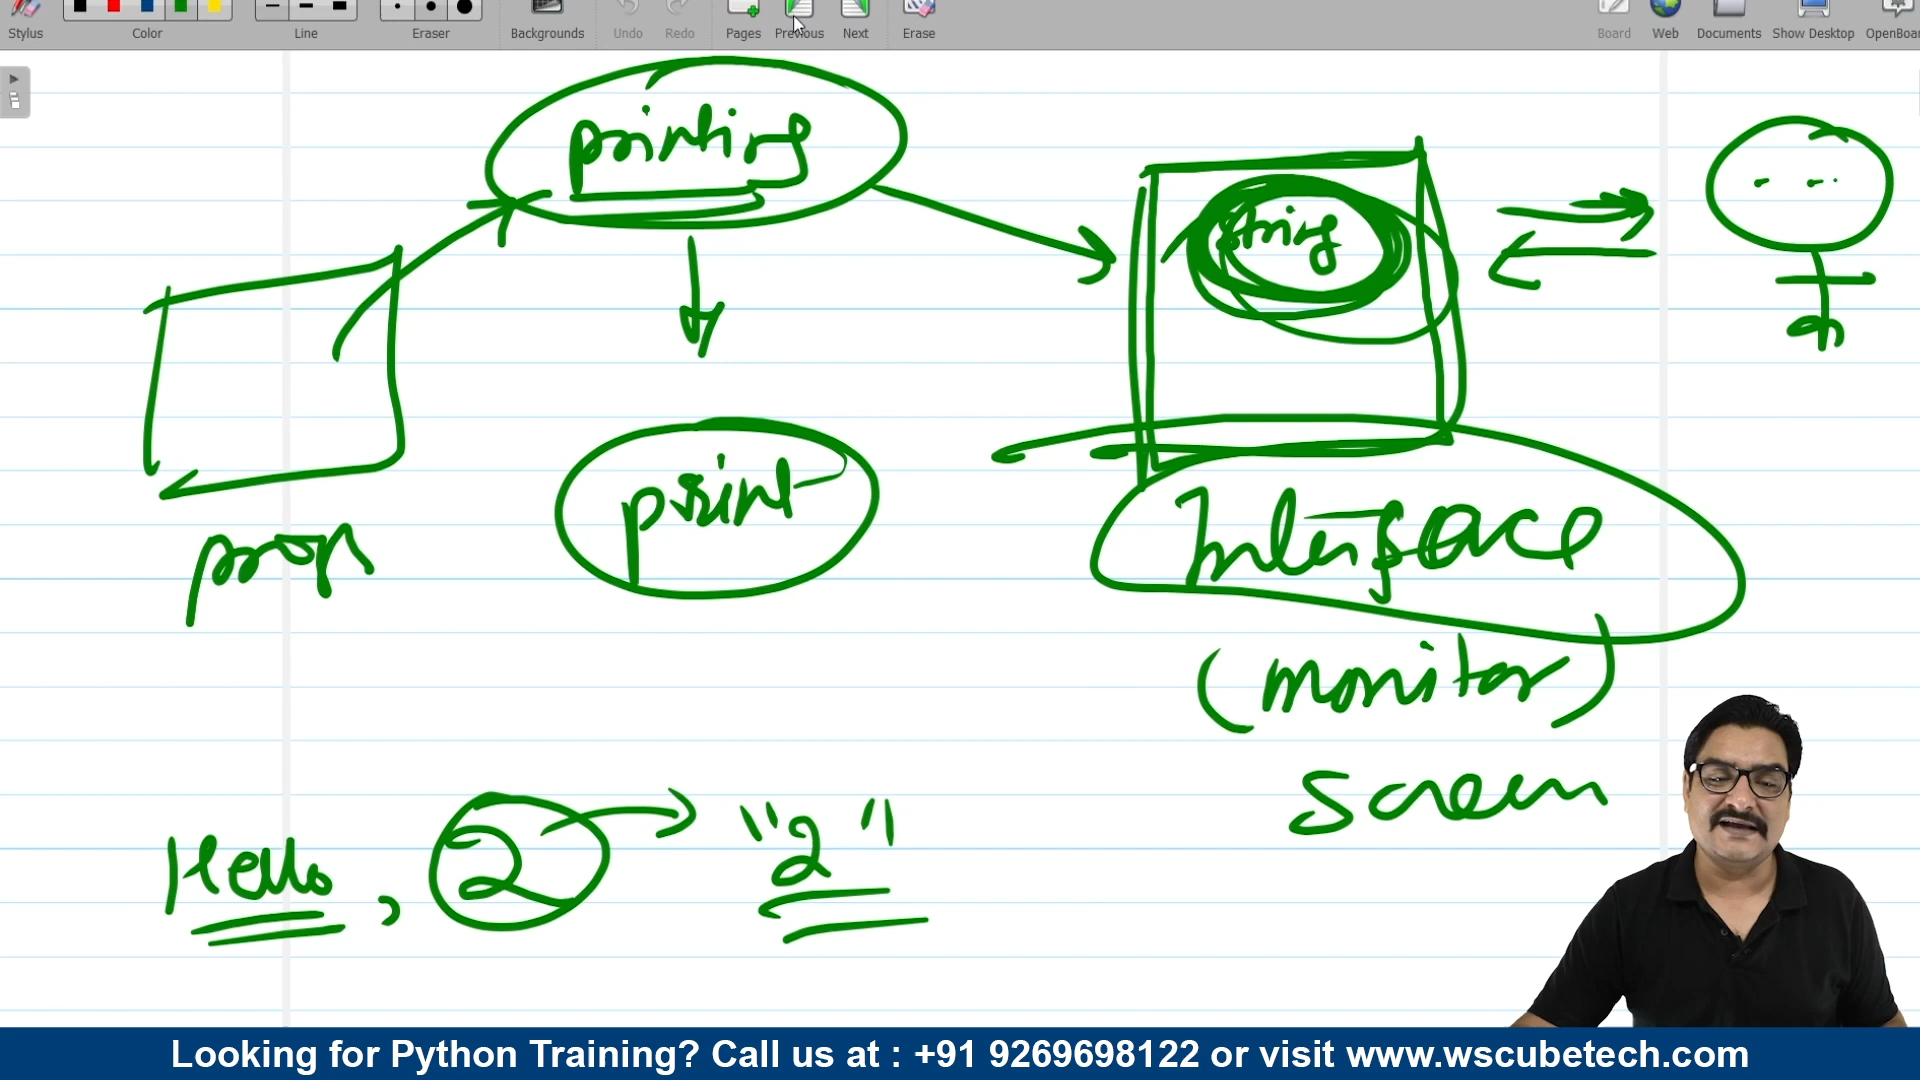 Stylus Color Line Eraser Backgrounds Undo Redo Pages Previous Next Erase Board Web Documents Show Desktop OpenBoar
printing
string
print
Interface
prog
(monitor)
Screen
Hello, 2 "2"
Looking for Python Training? Call us at : +91 9269698122 or visit www.wscubetech.com